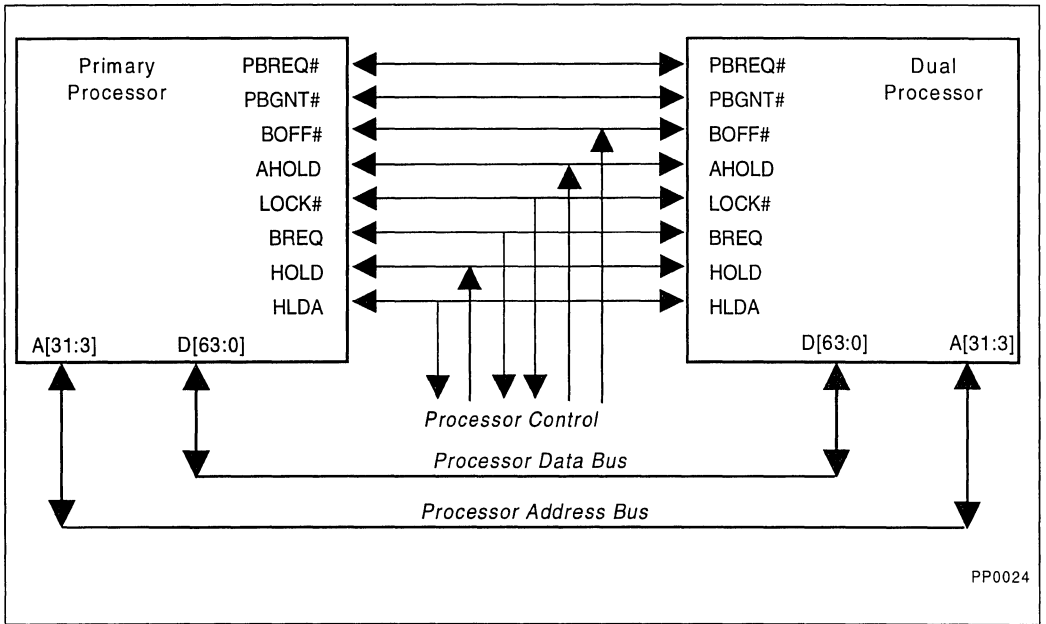 Primary
Processor
PBREQ#
PBGNT#
BOFF#
AHOLD
LOCK#
BREQ
HOLD
HLDA
A[31:3]
D[63:0]
PBREQ#
PBGNT#
BOFF#
AHOLD
LOCK#
BREQ
HOLD
HLDA
Dual
Processor
D[63:0]
A[31:3]
Processor Control
Processor Data Bus
Processor Address Bus
PP0024